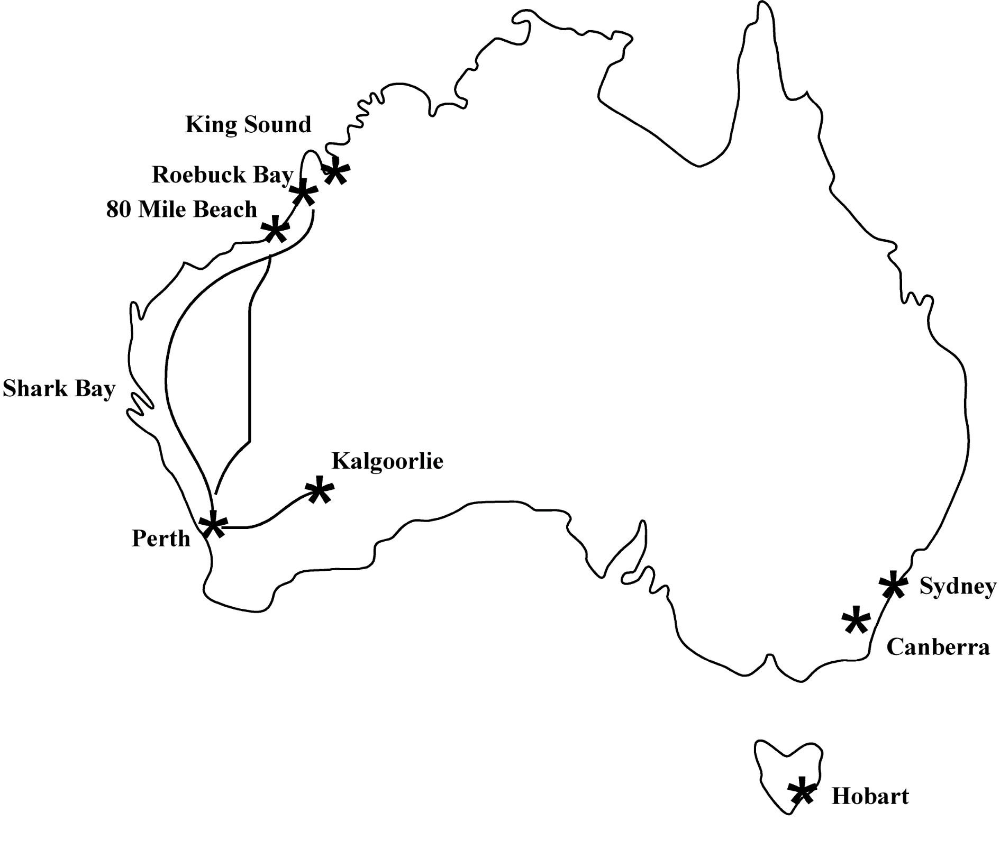 King Sound
Roebuck Bay
80 Mile Beach
Shark Bay
Kalgoorlie
Perth
Sydney
Canberra
Hobart